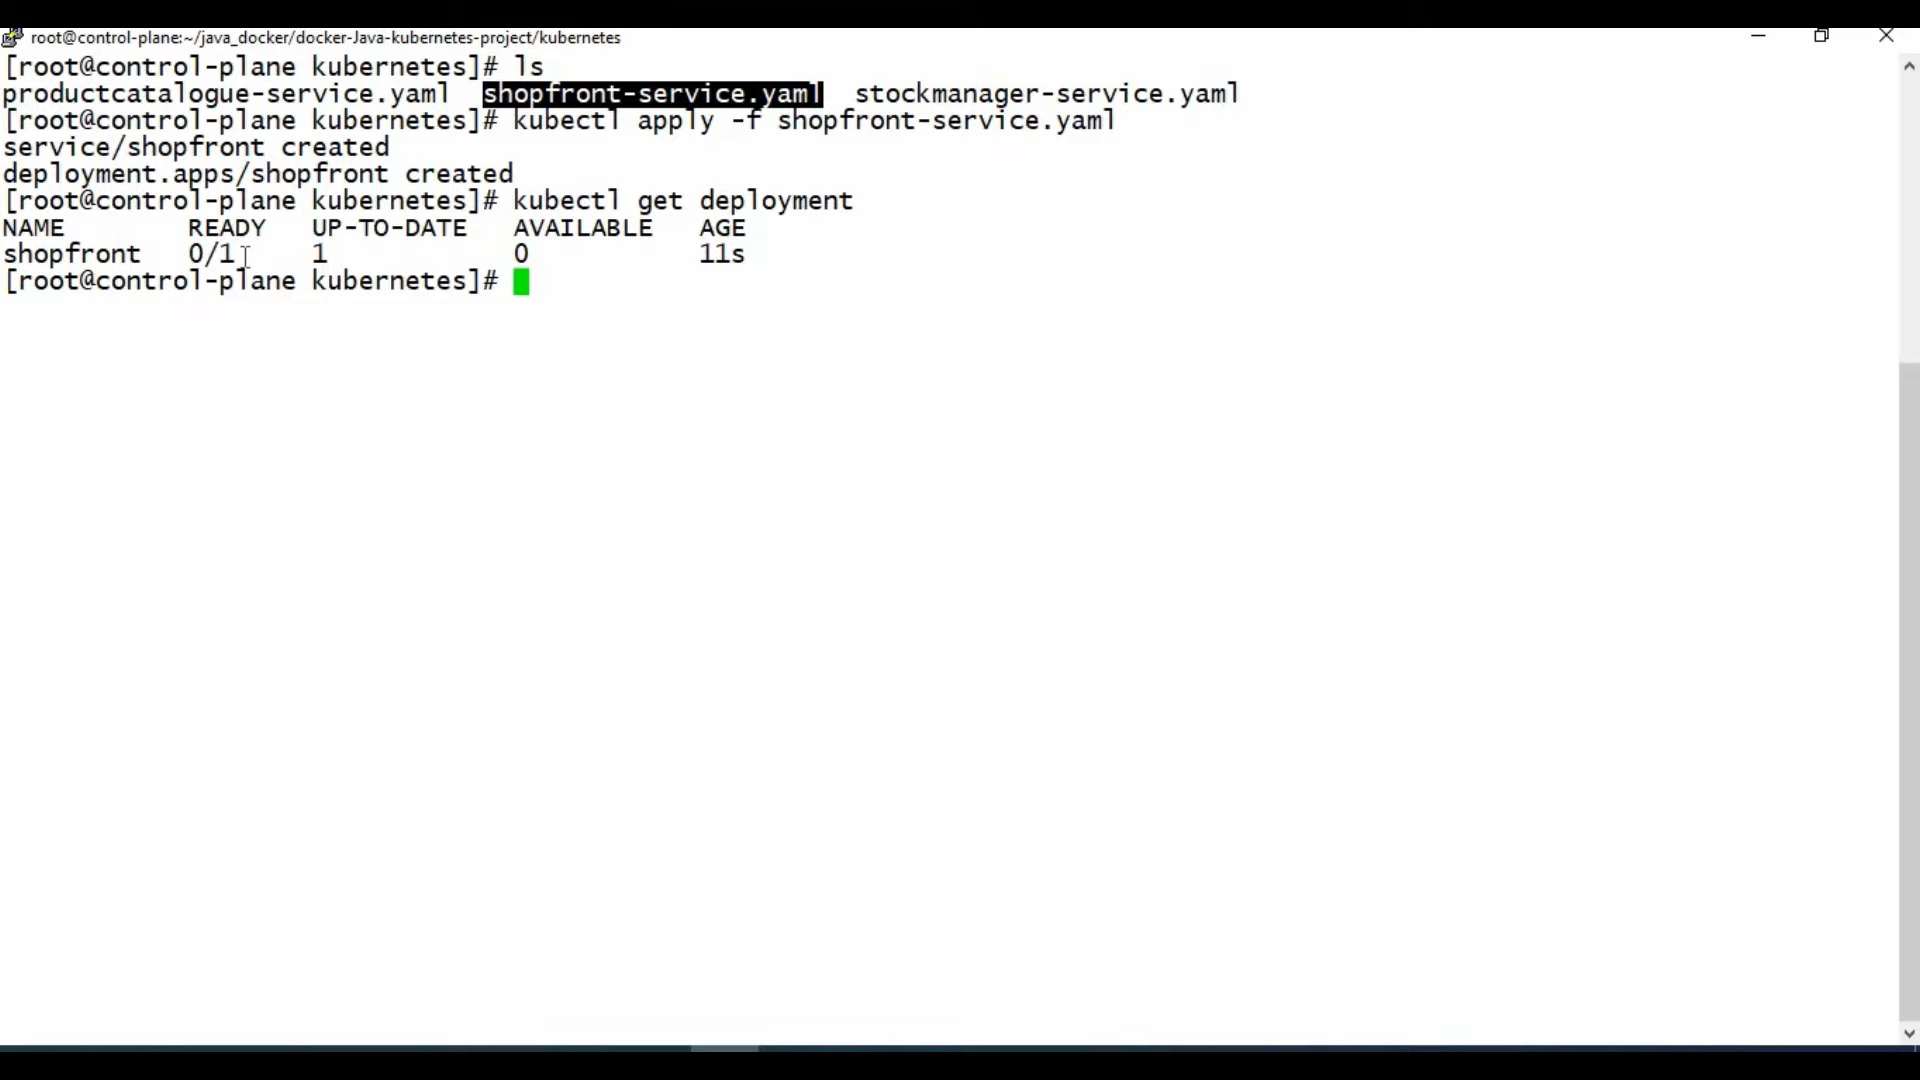 root@control-plane:~/java_docker/docker-Java-kubernetes-project/kubernetes
[root@control-plane kubernetes]# ls
productcatalogue-service.yaml  shopfront-service.yaml  stockmanager-service.yaml
[root@control-plane kubernetes]# kubectl apply -f shopfront-service.yaml
service/shopfront created
deployment.apps/shopfront created
[root@control-plane kubernetes]# kubectl get deployment
NAME        READY   UP-TO-DATE   AVAILABLE   AGE
shopfront   0/1     1            0           11s
[root@control-plane kubernetes]#